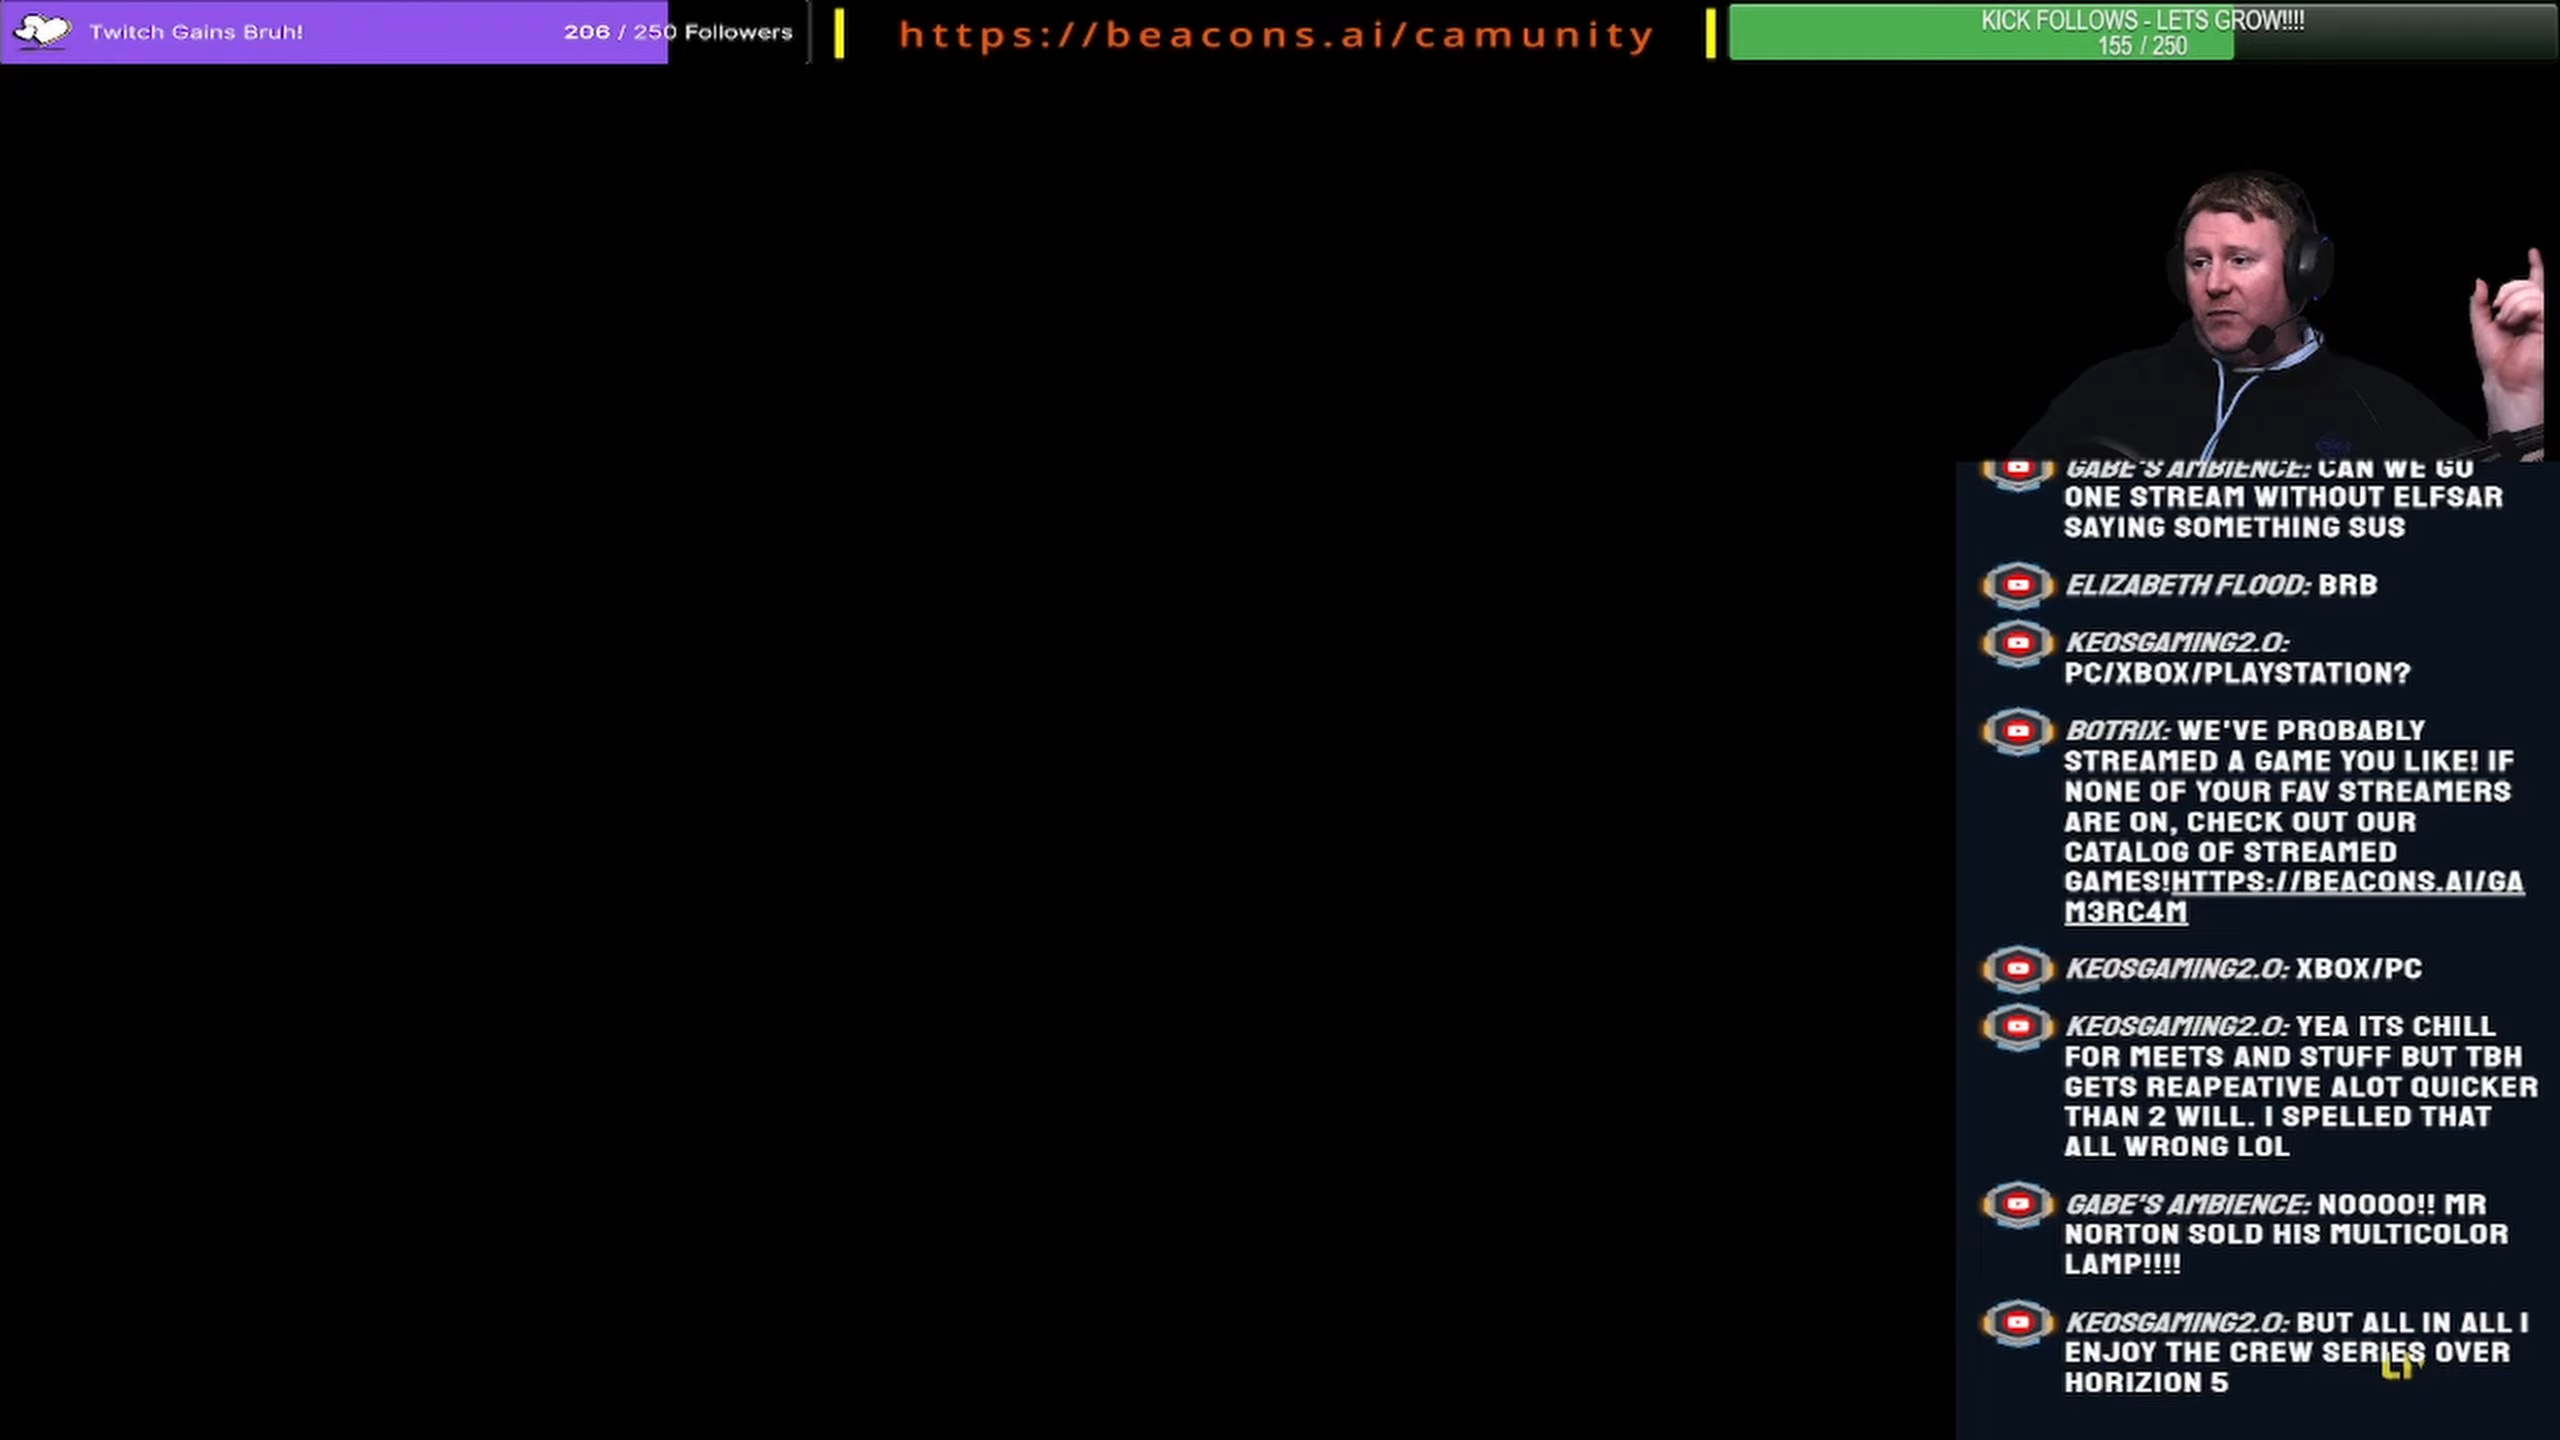 Twitch Gains Bruh! 206 / 250 Followers
https://beacons.ai/camunity
KICK FOLLOWS - LETS GROW!!!!
155 / 250
GABE'S AMBIENCE: CAN WE GO
ONE STREAM WITHOUT ELFSAR
SAYING SOMETHING SUS
ELIZABETH FLOOD: BRB
KEOSGAMING2.0:
PC/XBOX/PLAYSTATION?
BOTRIX: WE'VE PROBABLY
STREAMED A GAME YOU LIKE! IF
NONE OF YOUR FAV STREAMERS
ARE ON, CHECK OUT OUR
CATALOG OF STREAMED
GAMES!HTTPS://BEACONS.AI/GA
M3RC4M
KEOSGAMING2.0: XBOX/PC
KEOSGAMING2.0: YEA ITS CHILL
FOR MEETS AND STUFF BUT TBH
GETS REAPEATIVE ALOT QUICKER
THAN 2 WILL. I SPELLED THAT
ALL WRONG LOL
GABE'S AMBIENCE: NOOOO!! MR
NORTON SOLD HIS MULTICOLOR
LAMP!!!!
KEOSGAMING2.0: BUT ALL IN ALL I
ENJOY THE CREW SERIES OVER
HORIZION 5